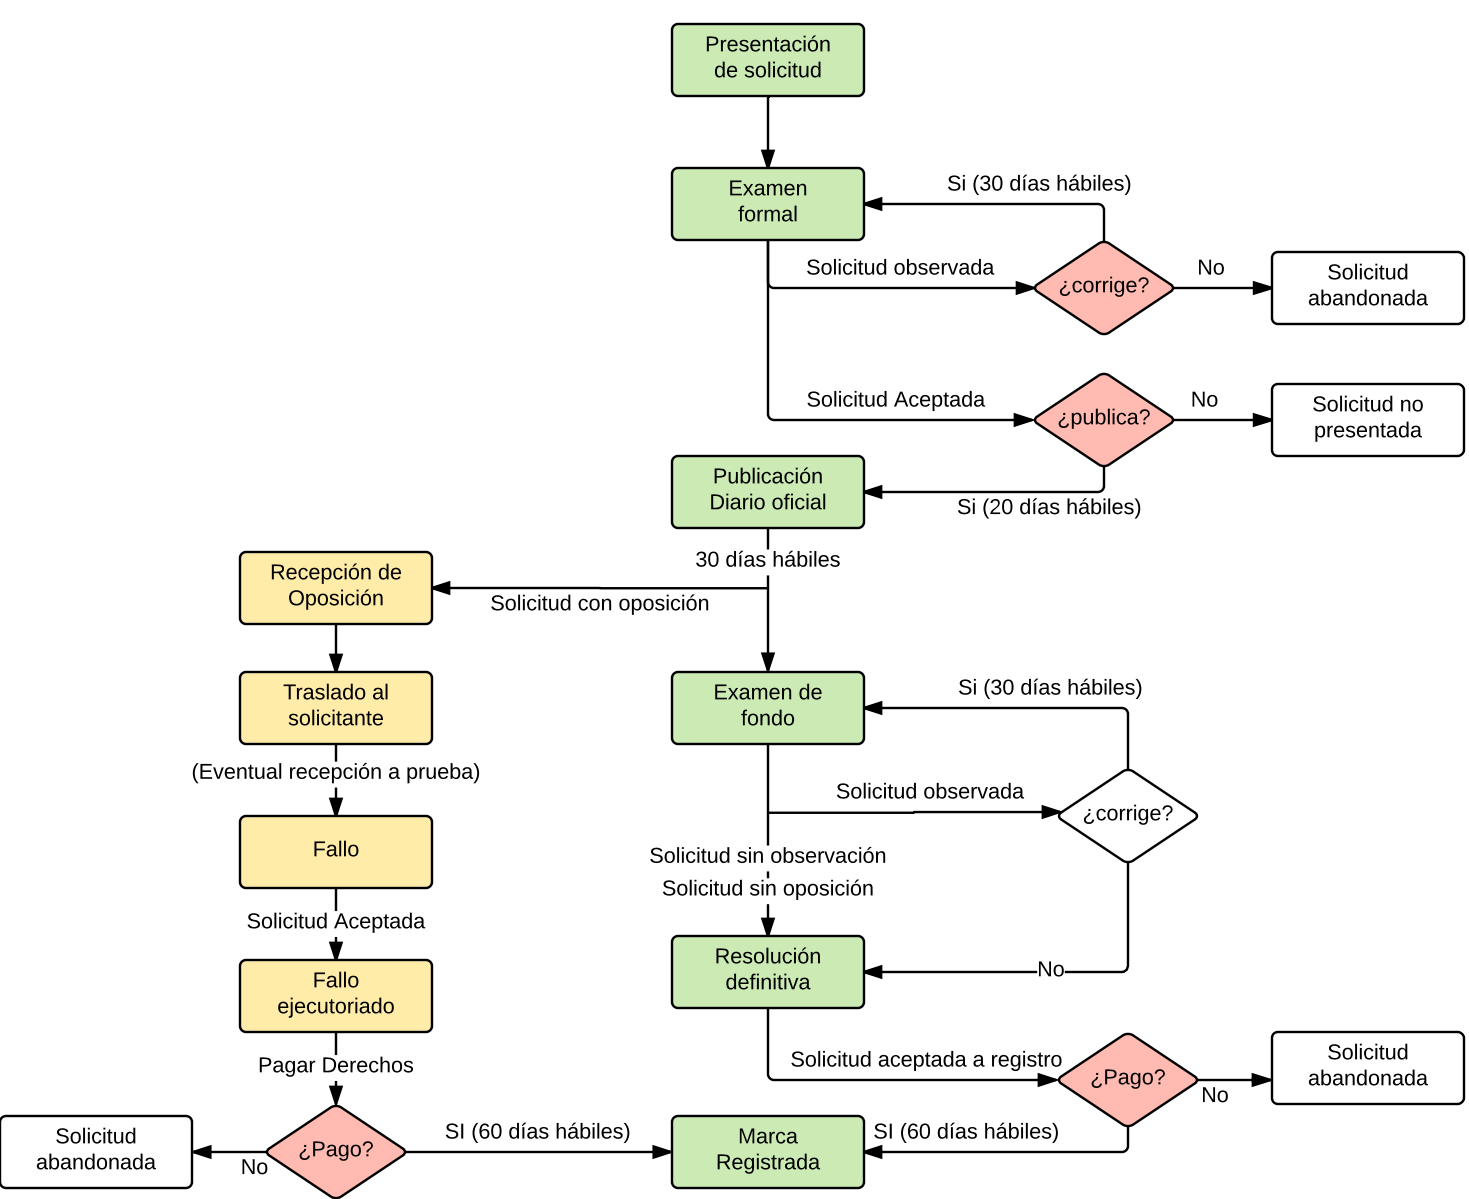 Presentación
de solicitud
Examen
formal
Si (30 días hábiles)
Solicitud observada
¿corrige?
No
Solicitud
abandonada
Solicitud Aceptada
¿publica?
No
Solicitud no
presentada
Publicación
Diario oficial
Si (20 días hábiles)
30 días hábiles
Recepción de
Oposición
Solicitud con oposición
Traslado al
solicitante
Examen de
fondo
Si (30 días hábiles)
(Eventual recepción a prueba)
Solicitud observada
¿corrige?
Fallo
Solicitud sin observación
Solicitud sin oposición
Solicitud Aceptada
Fallo
ejecutoriado
Resolución
definitiva
No
Pagar Derechos
Solicitud aceptada a registro
¿Pago?
No
Solicitud
abandonada
Solicitud
abandonada
No
¿Pago?
SI (60 días hábiles)
Marca
Registrada
SI (60 días hábiles)